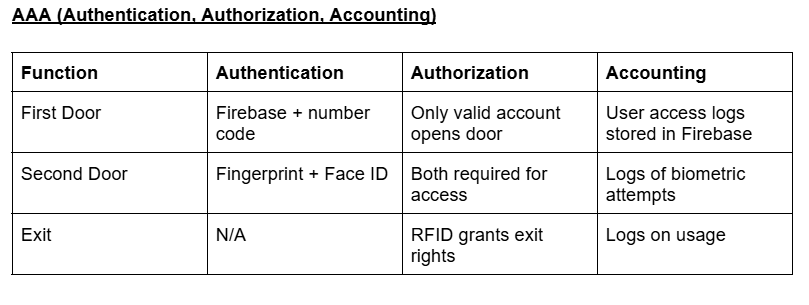 AAA (Authentication, Authorization, Accounting)
Function Authentication Authorization Accounting
First Door Firebase + number Only valid account User access logs
code opens door stored in Firebase
Second Door Fingerprint + Face ID Both required for Logs of biometric
access attempts
Exit N/A RFID grants exit Logs on usage
rights